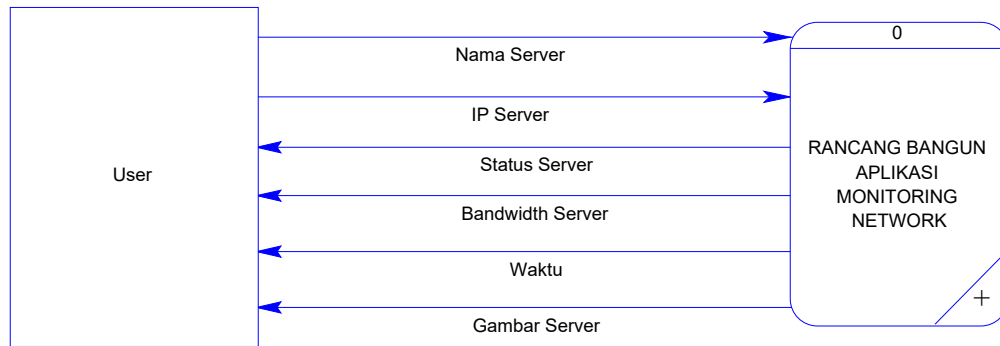 0
Nama Server
IP Server
Status Server
User
RANCANG BANGUN
APLIKASI
MONITORING
NETWORK
Bandwidth Server
Waktu
Gambar Server
+